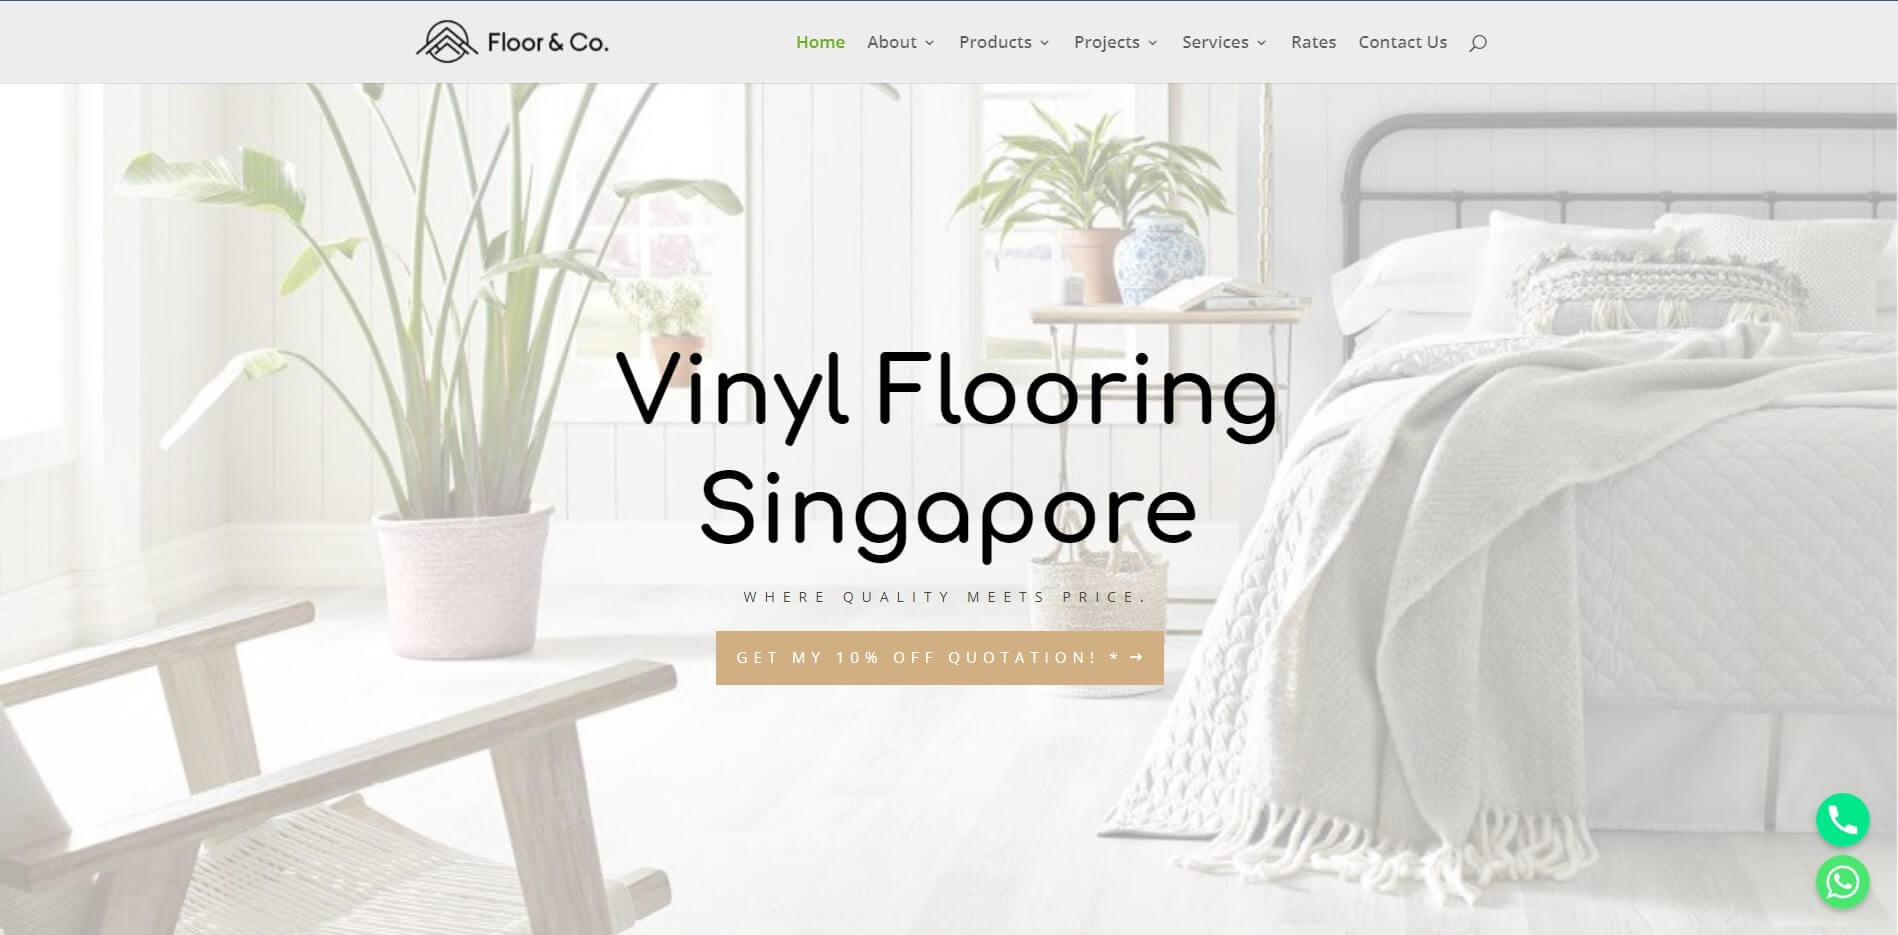 Floor & Co.
Home About Products Projects Services Rates Contact Us
Vinyl Flooring
Singapore
WHERE QUALITY MEETS PRICE.
GET MY 10% OFF QUOTATION! * →